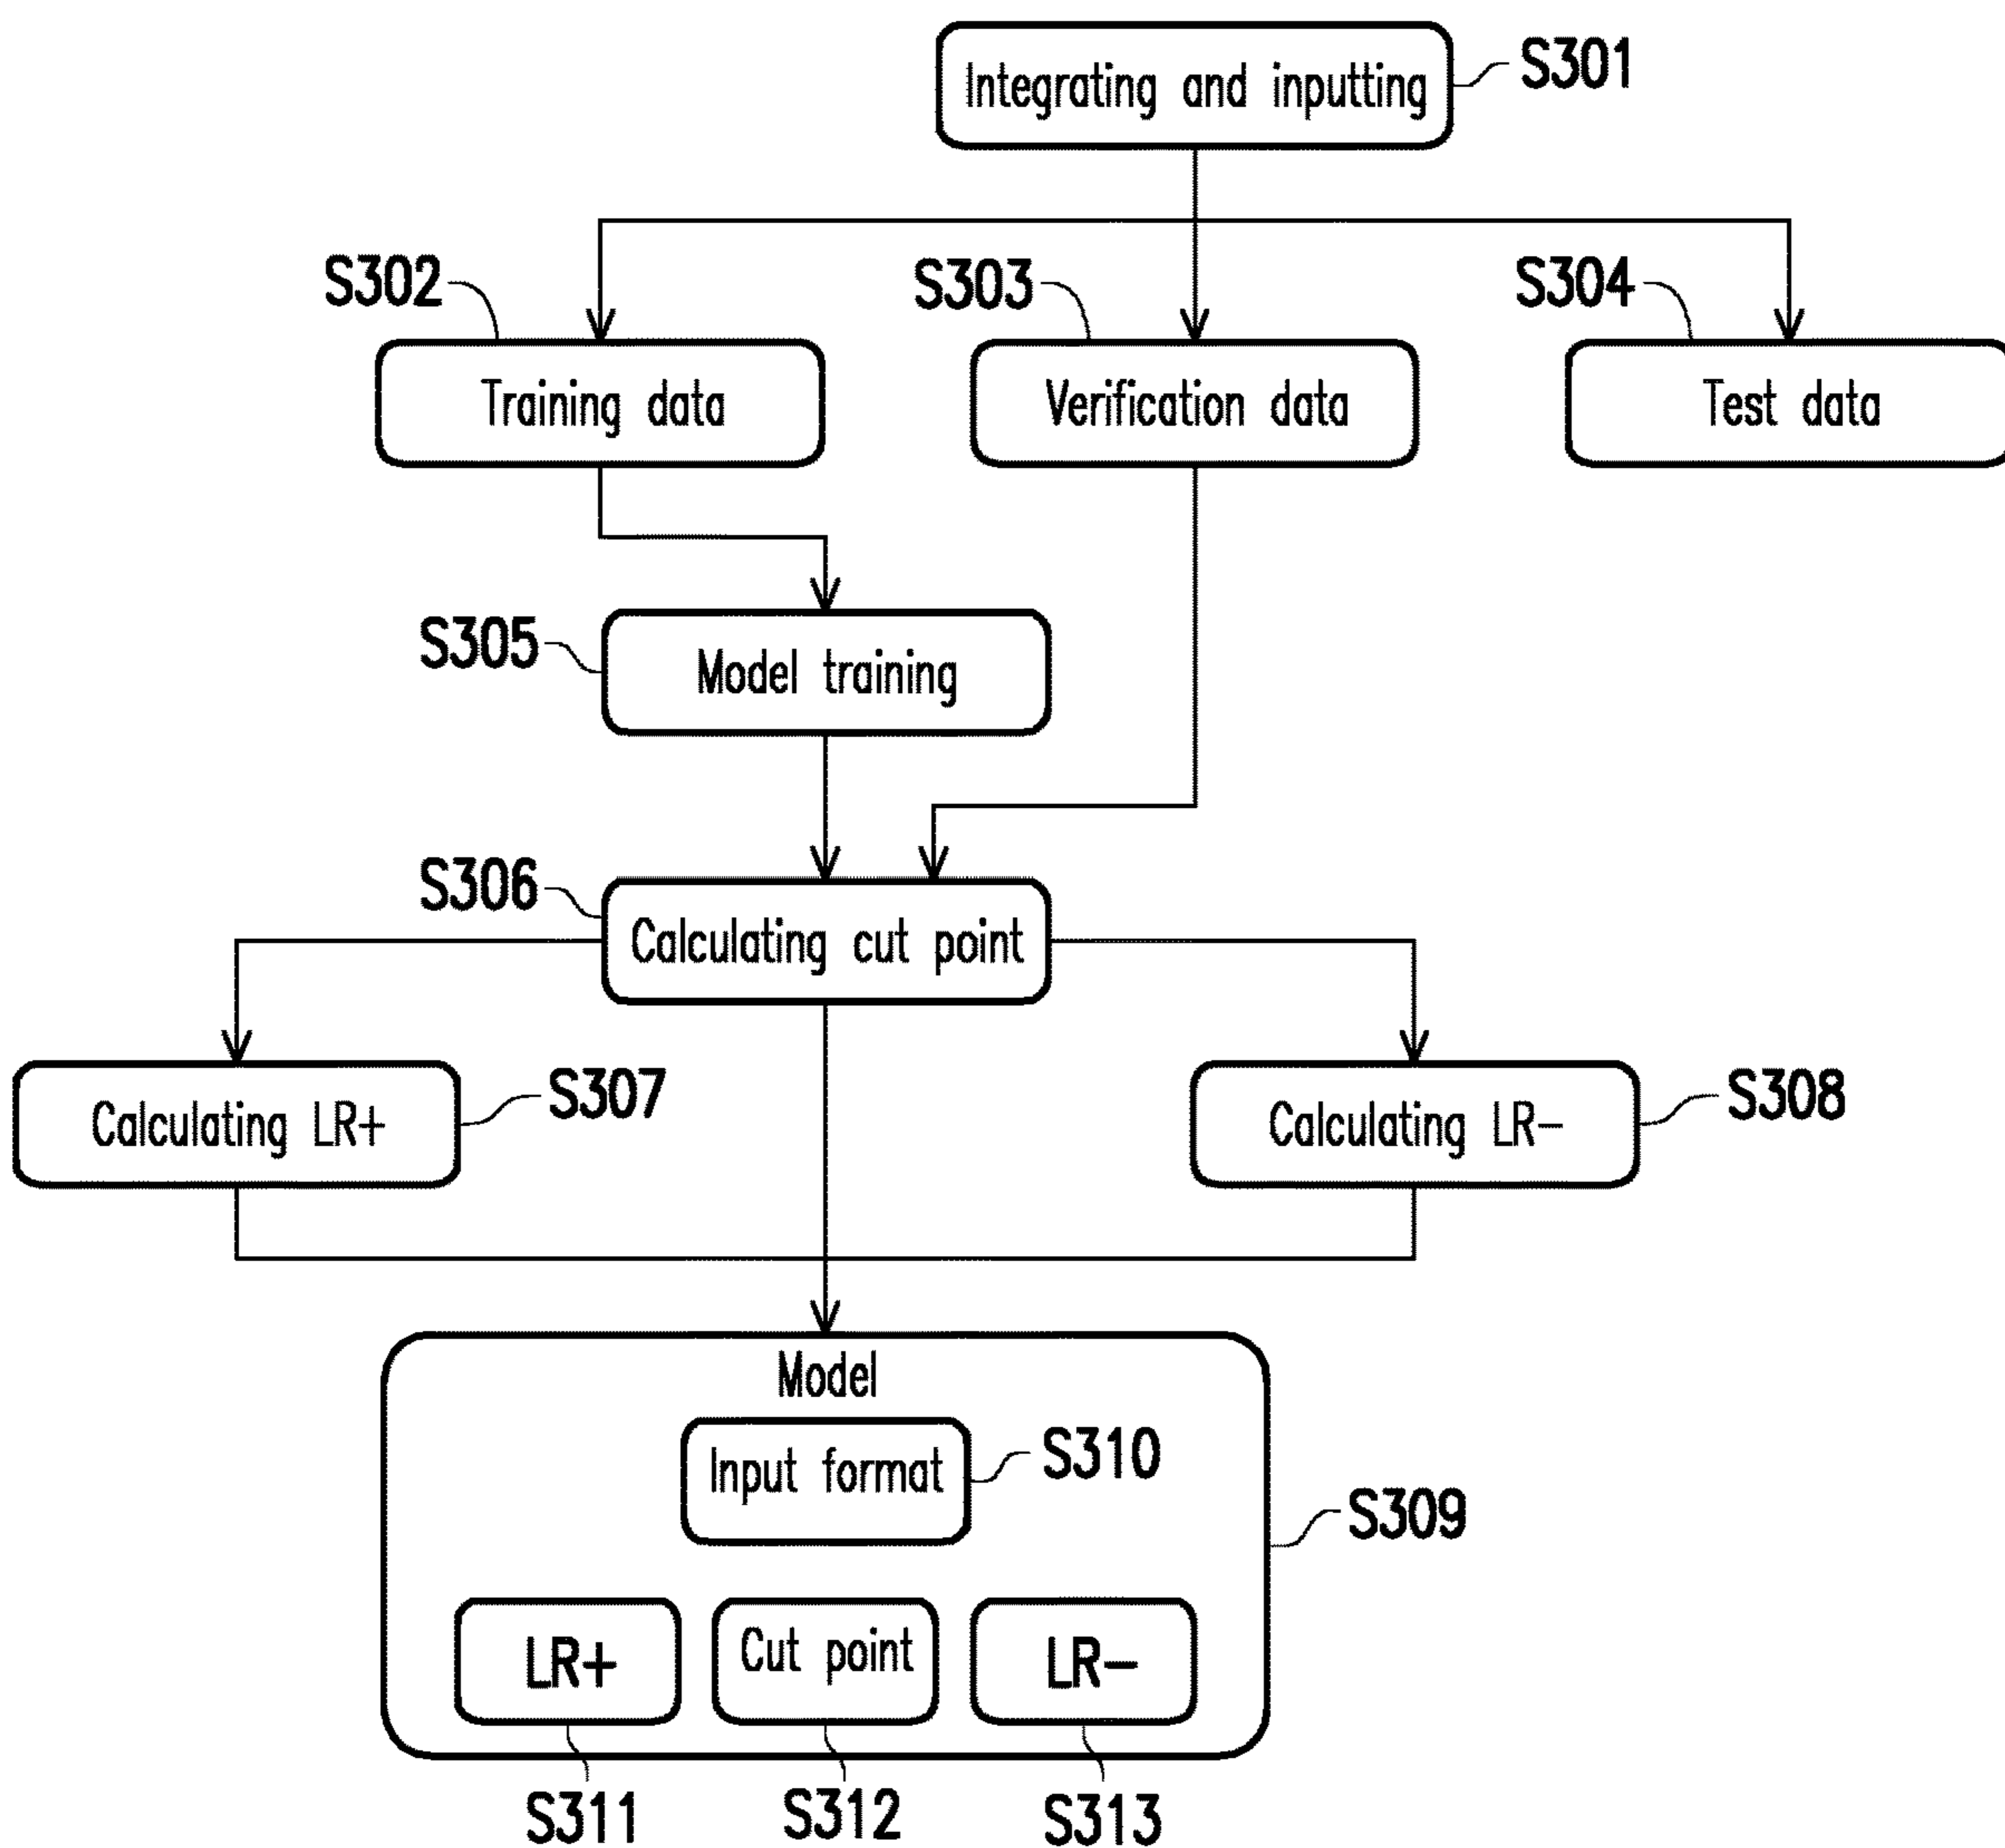 Integrating and inputting
S301
S302
S303
S304
Training data
Verification data
Test data
S305
Model training
S306
Calculating cut point
Calculating LR+
S307
Calculating LR-
S308
Model
Input format
S310
S309
LR+
Cut point
LR-
S311
S312
S313